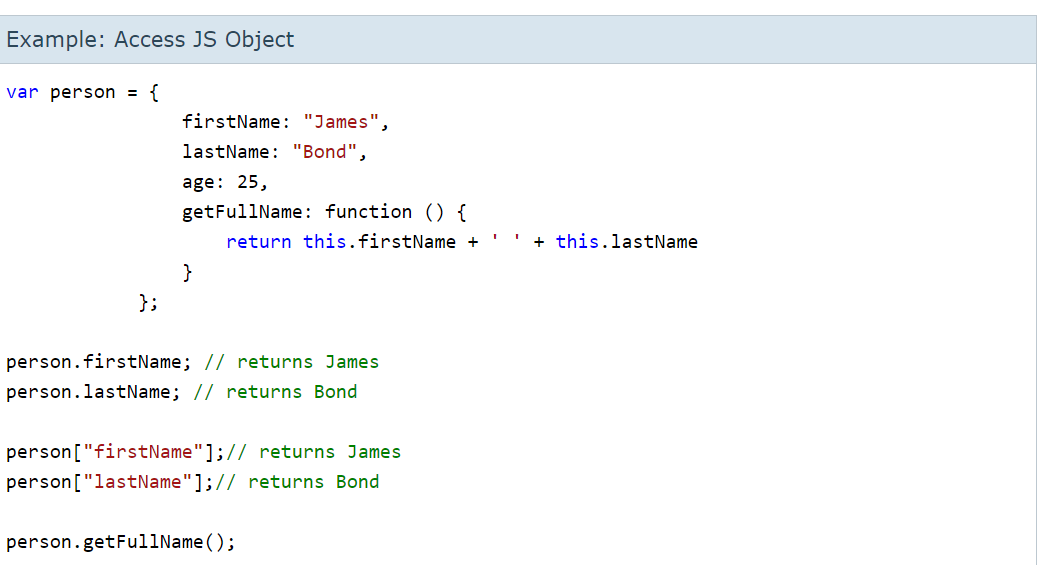 Example: Access JS Object
var person = {
firstName: "James",
lastName: "Bond",
age: 25,
getFullName: function () {
return this.firstName + ' ' + this.lastName
}
};
person.firstName; // returns James
person.lastName; // returns Bond
person["firstName"];// returns James
person["lastName"];// returns Bond
person.getFullName();